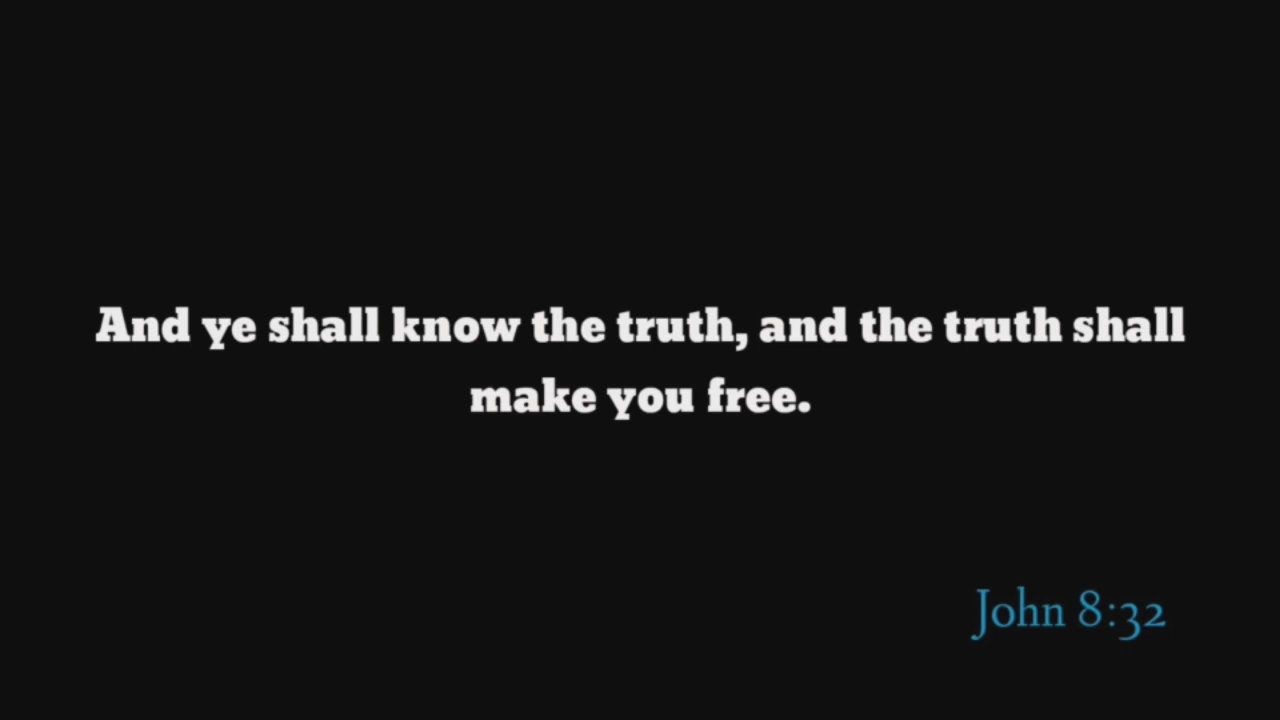 And ye shall know the truth, and the truth shall
make you free.
John 8:32